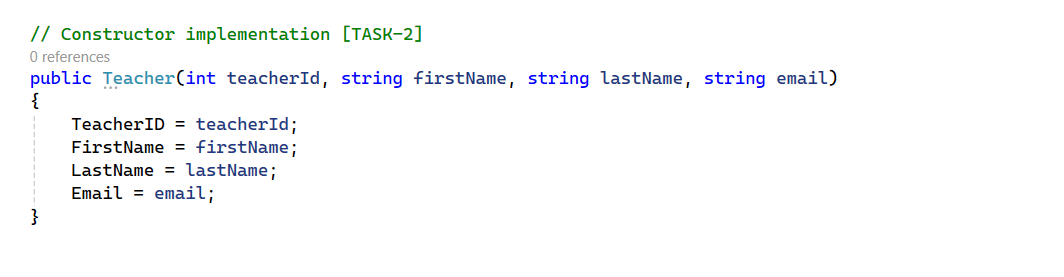 // Constructor implementation [TASK-2]
0 references
public Teacher(int teacherId, string firstName, string lastName, string email)
{
    TeacherID = teacherId;
    FirstName = firstName;
    LastName = lastName;
    Email = email;
}